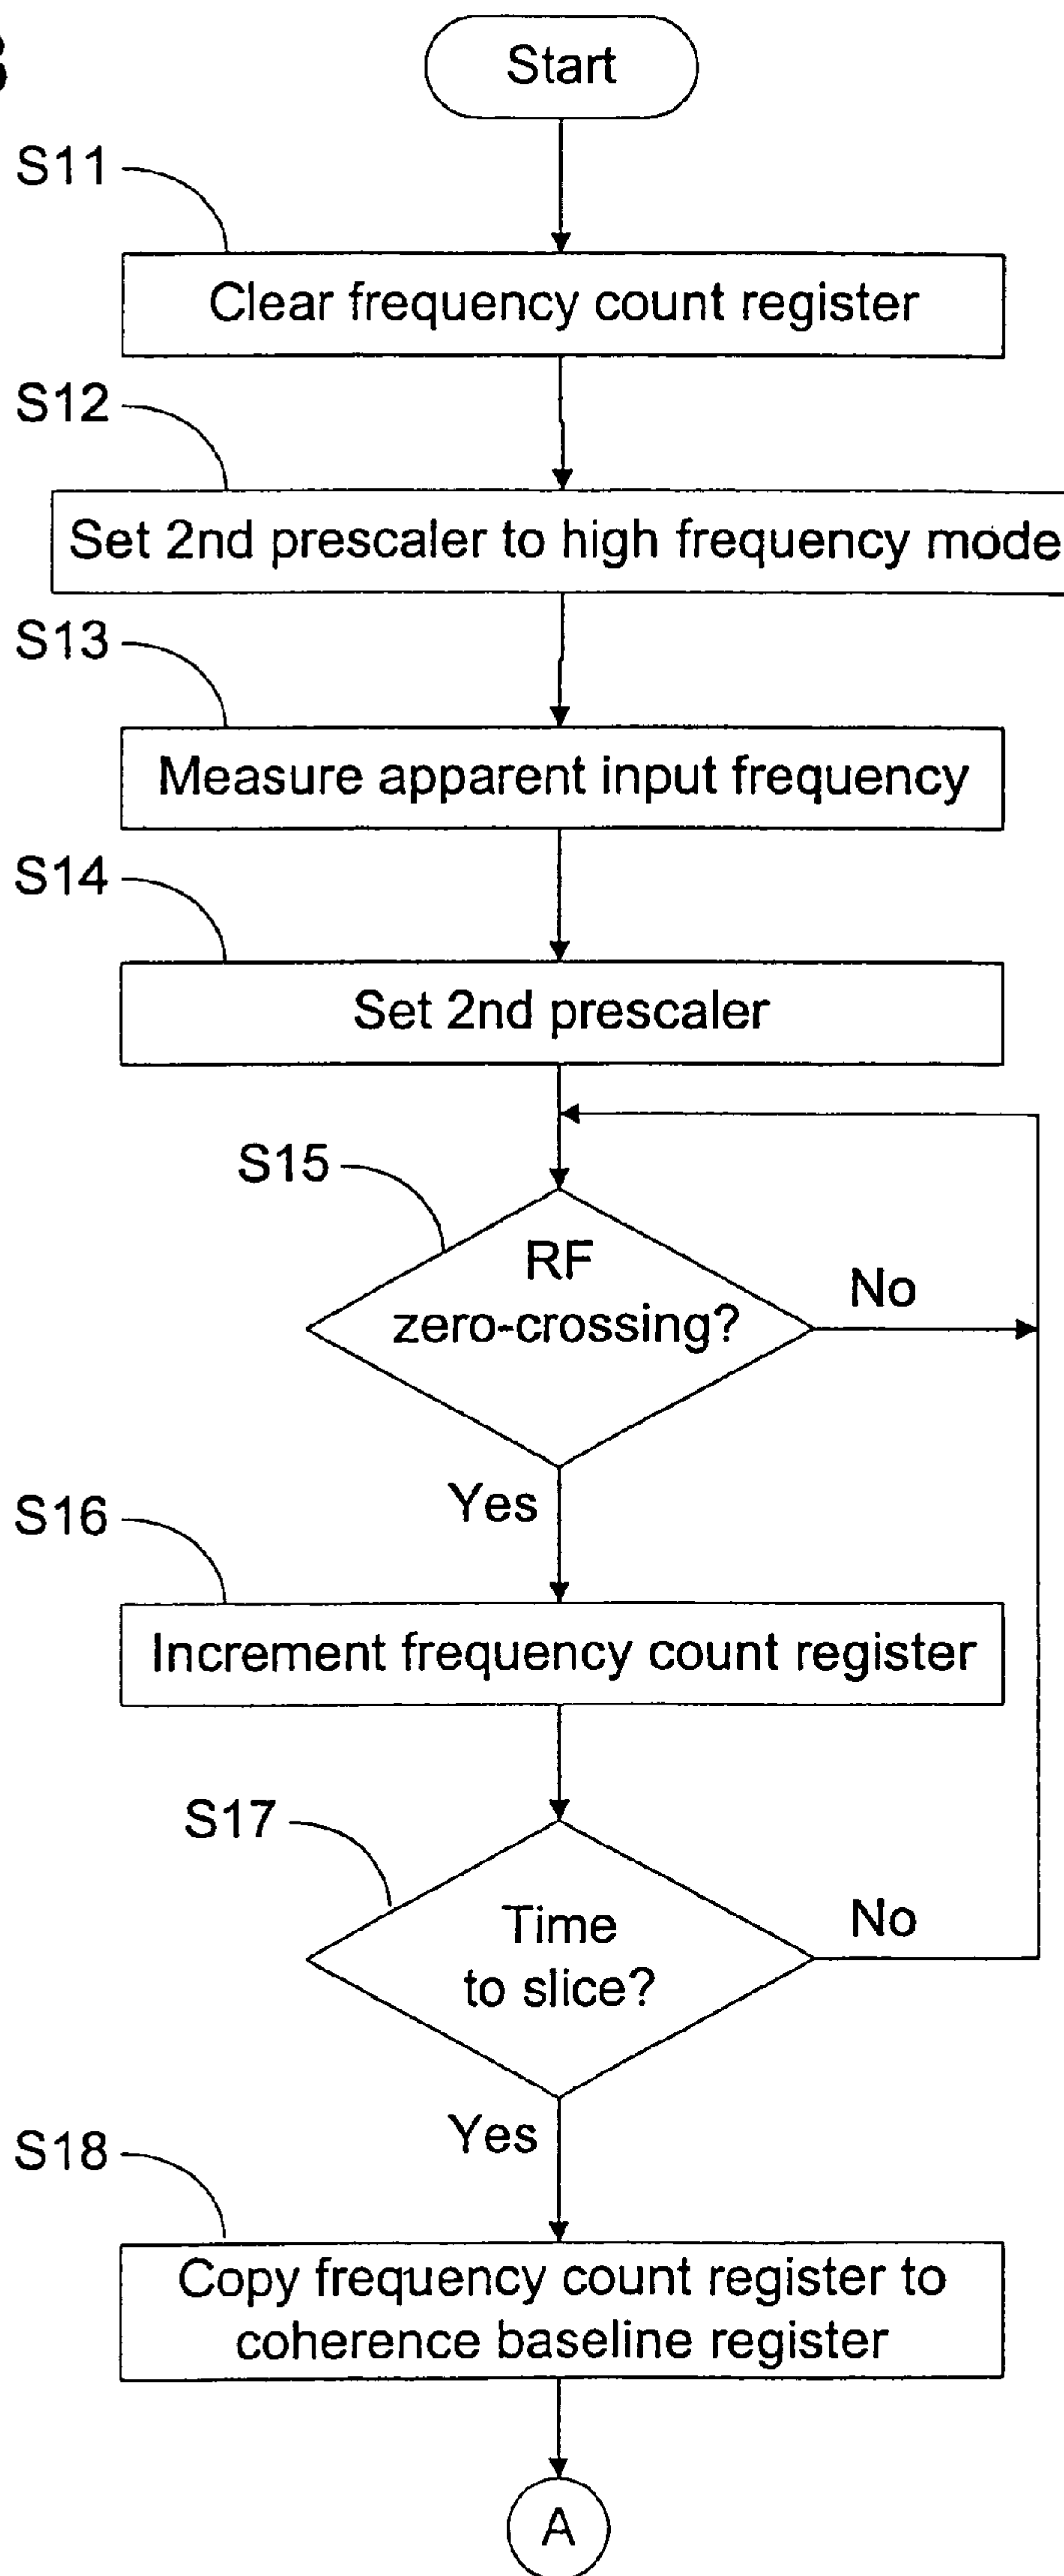 Start
S11
Clear frequency count register
S12
Set 2nd prescaler to high frequency mode
S13
Measure apparent input frequency
S14
Set 2nd prescaler
S15
RF
zero-crossing?
No
Yes
S16
Increment frequency count register
S17
Time
to slice?
No
Yes
S18
Copy frequency count register to
coherence baseline register
A